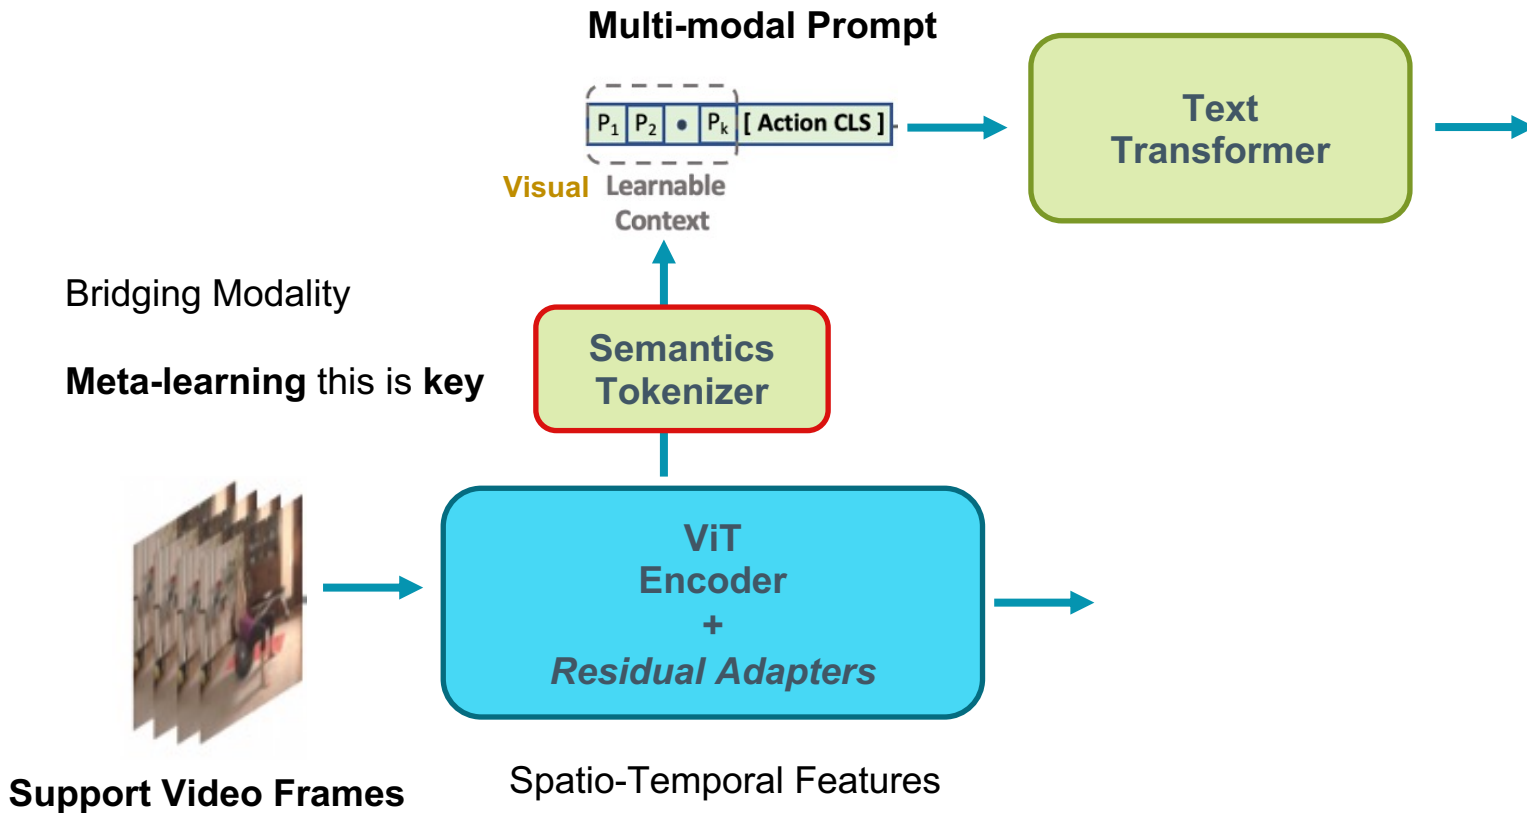 Multi-modal Prompt
P1 P2 • Pk [ Action CLS ]
Text
Transformer
Visual Learnable
Context
Bridging Modality
Semantics
Tokenizer
Meta-learning this is key
ViT
Encoder
+
Residual Adapters
Support Video Frames
Spatio-Temporal Features